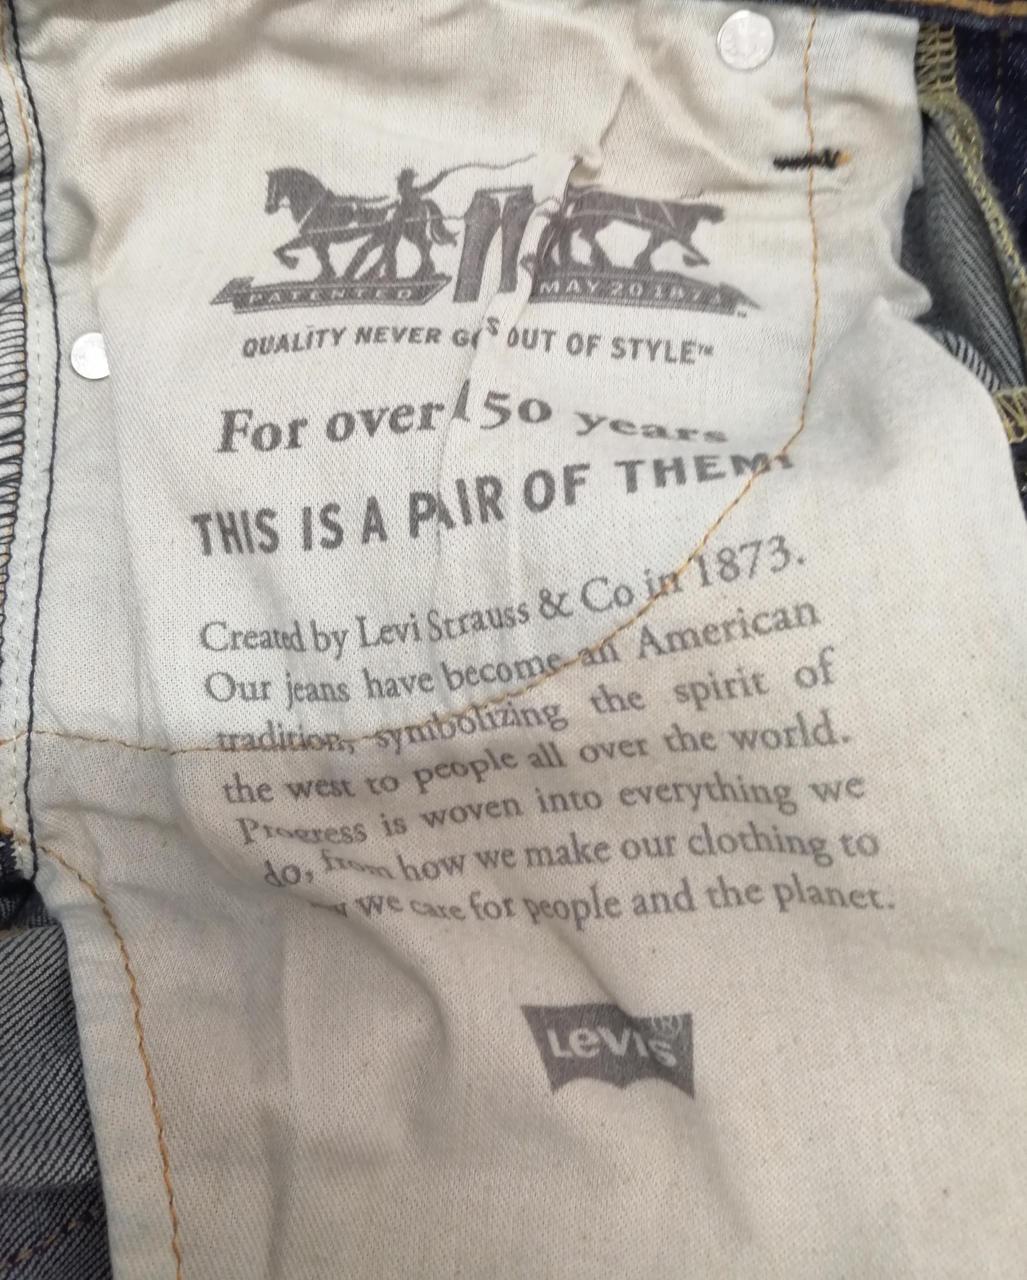 PATENTED MAY 20 187
QUALITY NEVER G S OUT OF STYLE™
For over 150 years
THIS IS A PAIR OF THEM!
Created by Levi Strauss & Co in 1873.
Our jeans have become an American
tradition, symbolizing the spirit of
the west to people all over the world.
Progress is woven into everything we
do, from how we make our clothing to
we care for people and the planet.
LEVI'S®